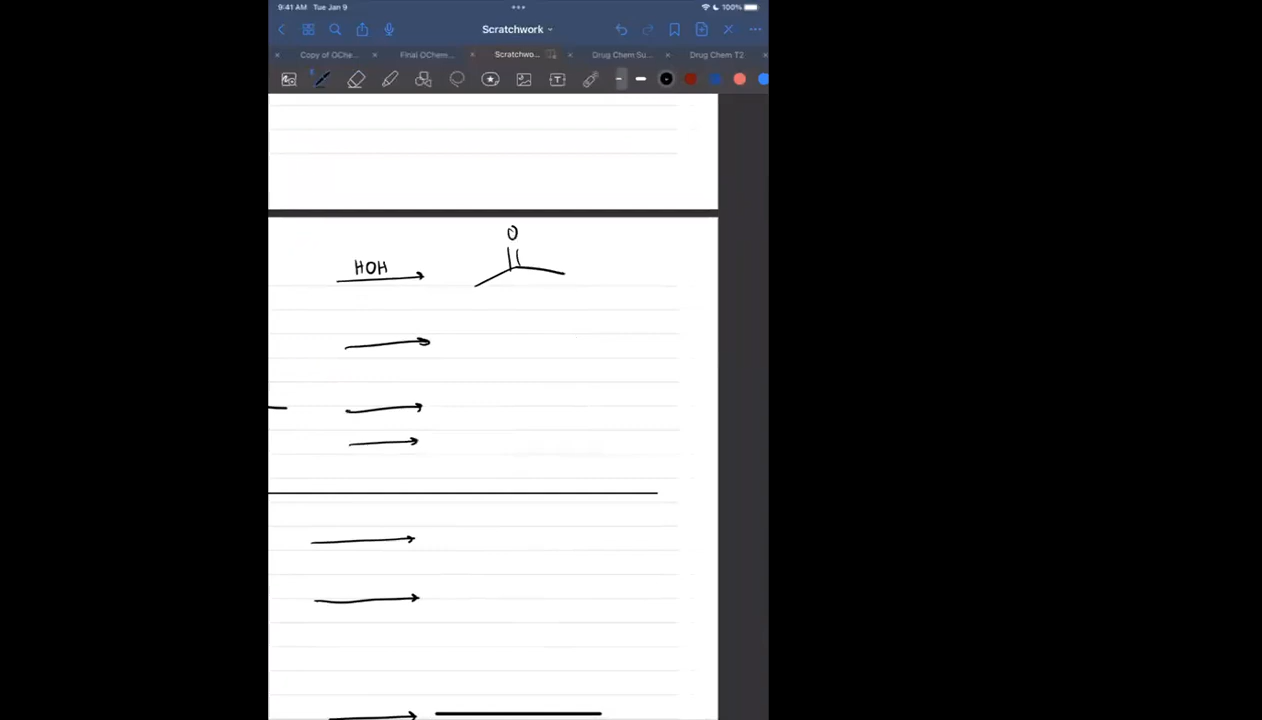 9:41 AM Tue Jan 9
100%
Scratchwork
Copy of OChe...
Final OChem...
Scratchwo...
Drug Chem Su...
Drug Chem T2
T
O
HOH